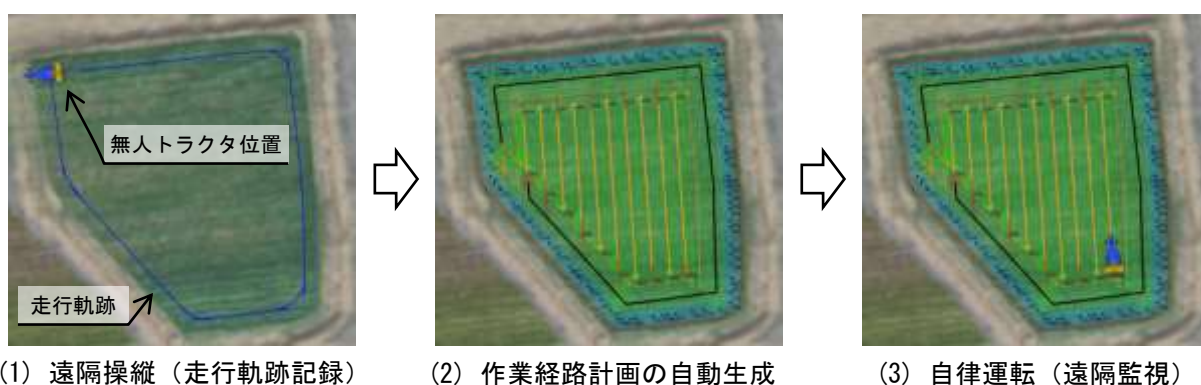 無人トラクタ位置
走行軌跡
(1) 遠隔操縦（走行軌跡記録）
(2) 作業経路計画の自動生成
(3) 自律運転（遠隔監視）